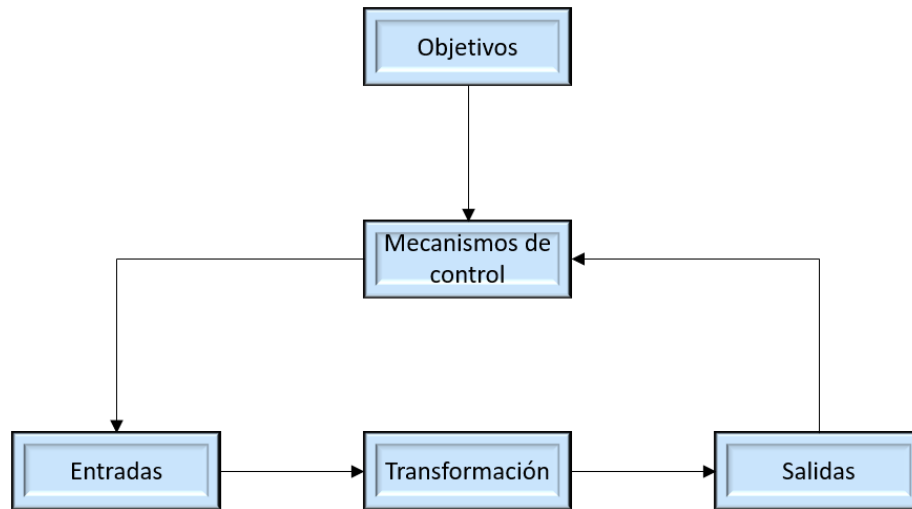 Objetivos
Mecanismos de
control
Entradas
Transformación
Salidas